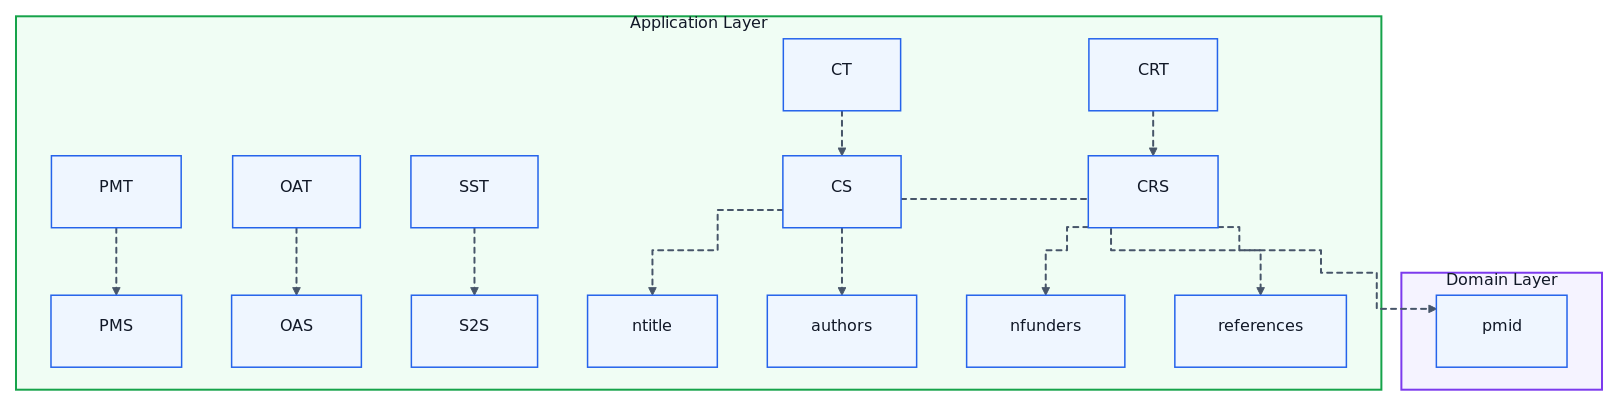 Application Layer
CT
CRT
PMT
OAT
SST
CS
CRS
Domain Layer
PMS
OAS
S2S
ntitle
authors
nfunders
references
pmid